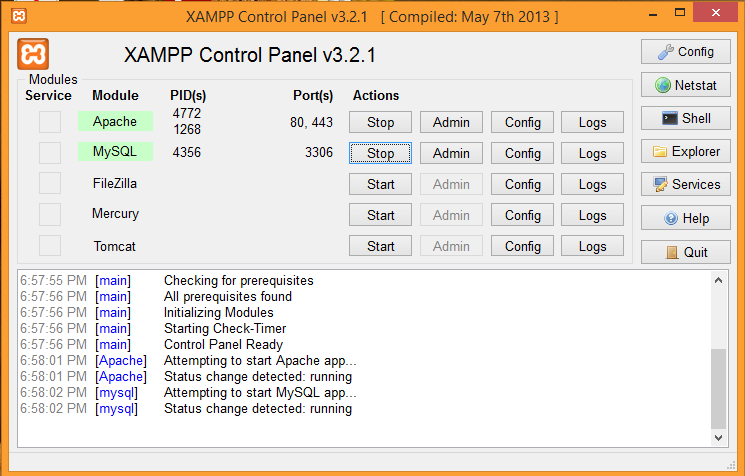 XAMPP Control Panel v3.2.1 [ Compiled: May 7th 2013 ]
XAMPP Control Panel v3.2.1
Config
Modules
Service Module PID(s) Port(s) Actions
Netstat
Apache 4772 1268 80, 443 Stop Admin Config Logs
Shell
MySQL 4356 3306 Stop Admin Config Logs
Explorer
FileZilla Start Admin Config Logs
Services
Mercury Start Admin Config Logs
Help
Tomcat Start Admin Config Logs
Quit
6:57:55 PM [main] Checking for prerequisites
6:57:56 PM [main] All prerequisites found
6:57:56 PM [main] Initializing Modules
6:57:56 PM [main] Starting Check-Timer
6:57:56 PM [main] Control Panel Ready
6:58:01 PM [Apache] Attempting to start Apache app...
6:58:01 PM [Apache] Status change detected: running
6:58:02 PM [mysql] Attempting to start MySQL app...
6:58:02 PM [mysql] Status change detected: running